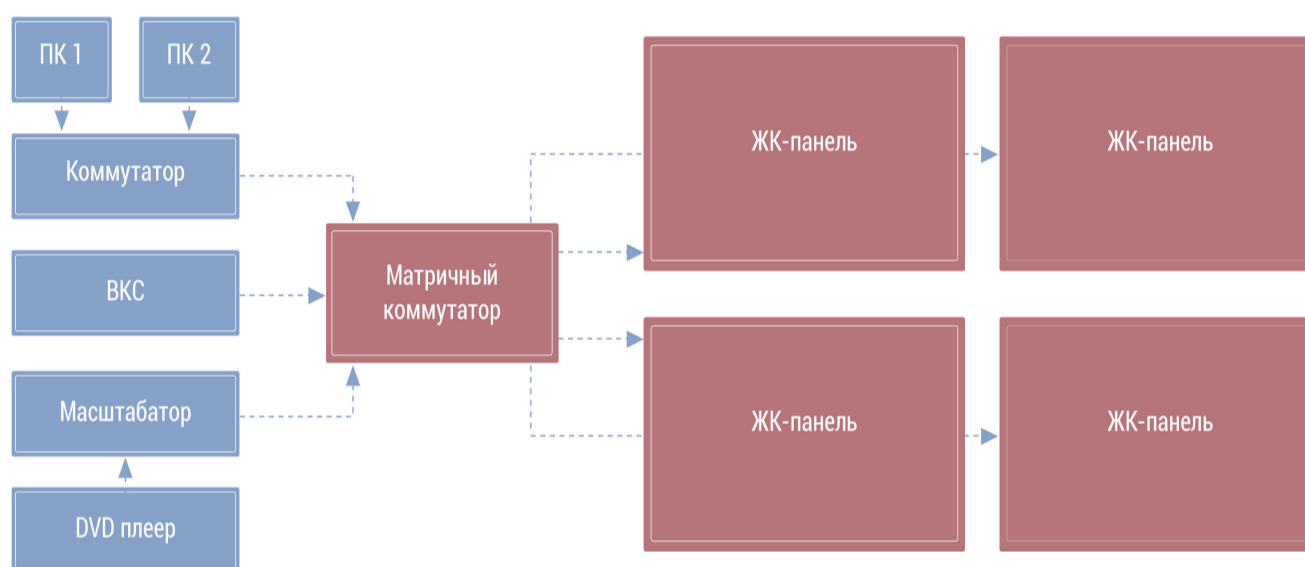 ПК 1
ПК 2
Коммутатор
ВКС
Масштабатор
DVD плеер
Матричный
коммутатор
ЖК-панель
ЖК-панель
ЖК-панель
ЖК-панель